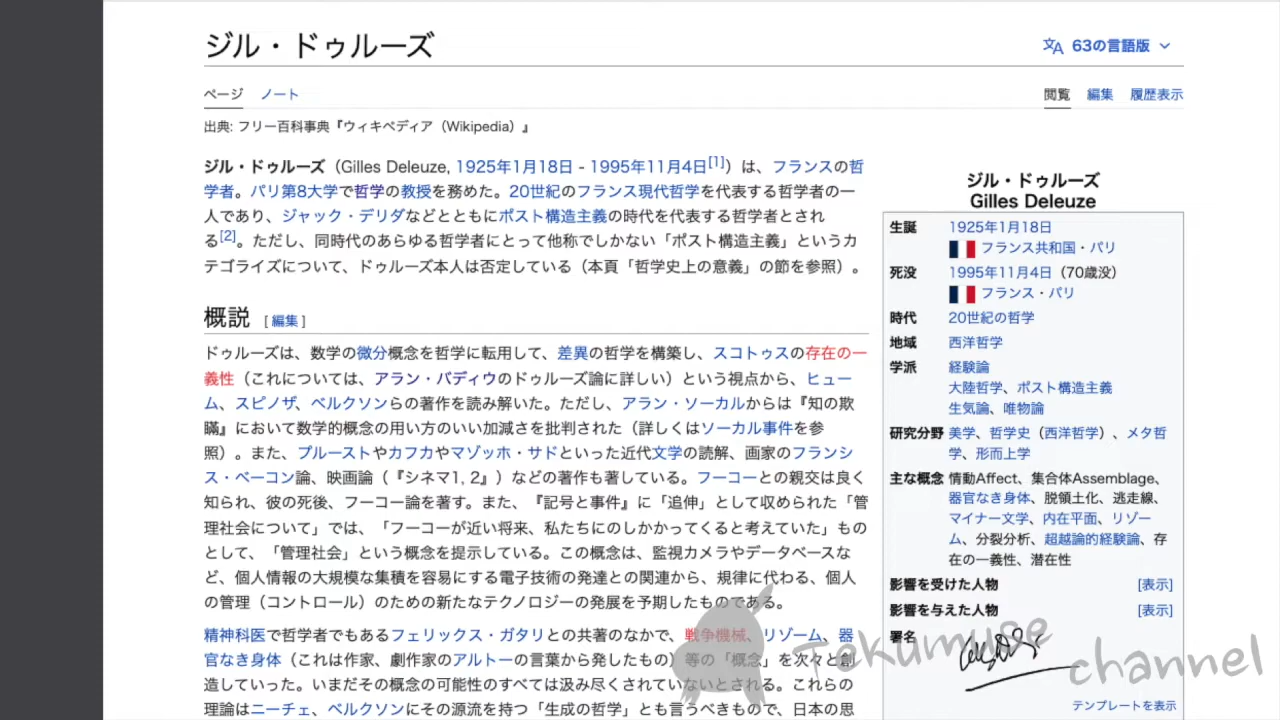 ジル・ドゥルーズ
63の言語版
ページ ノート
閲覧 編集 履歴表示
出典: フリー百科事典『ウィキペディア（Wikipedia）』
ジル・ドゥルーズ（Gilles Deleuze, 1925年1月18日 - 1995年11月4日[1]）は、フランスの哲
学者。パリ第8大学で哲学の教授を務めた。20世紀のフランス現代哲学を代表する哲学者の一
人であり、ジャック・デリダなどとともにポスト構造主義の時代を代表する哲学者とされ
る[2]。ただし、同時代のあらゆる哲学者にとって他称でしかない「ポスト構造主義」というカ
テゴライズについて、ドゥルーズ本人は否定している（本頁「哲学史上の意義」の節を参照）。
概説 [編集]
ドゥルーズは、数学の微分概念を哲学に転用して、差異の哲学を構築し、スコトゥスの存在の一
義性（これについては、アラン・バディウのドゥルーズ論に詳しい）という視点から、ヒュー
ム、スピノザ、ベルクソンらの著作を読み解いた。ただし、アラン・ソーカルからは『知の欺
瞞』において数学的概念の用い方のいい加減さを批判された（詳しくはソーカル事件を参
照）。また、プルーストやカフカやマゾッホ・サドといった近代文学の読解、画家のフランシ
ス・ベーコン論、映画論（『シネマ1, 2』）などの著作も著している。フーコーとの親交は良く
知られ、彼の死後、フーコー論を著す。また、『記号と事件』に「追伸」として収められた「管
理社会について」では、「フーコーが近い将来、私たちにのしかかってくると考えていた」もの
として、「管理社会」という概念を提示している。この概念は、監視カメラやデータベースな
ど、個人情報の大規模な集積を容易にする電子技術の発達との関連から、規律に代わる、個人
の管理（コントロール）のための新たなテクノロジーの発展を予期したものである。
精神科医で哲学者でもあるフェリックス・ガタリとの共著のなかで、戦争機械、リゾーム、器
官なき身体（これは作家、劇作家のアルトーの言葉から発したもの）等の「概念」を次々と創
造していった。いまだその概念の可能性のすべては汲み尽くされていないとされる。これらの
理論はニーチェ、ベルクソンにその源流を持つ「生成の哲学」とも言うべきもので、日本の思
ジル・ドゥルーズ
Gilles Deleuze
生誕 1925年1月18日
フランス共和国・パリ
死没 1995年11月4日（70歳没）
フランス・パリ
時代 20世紀の哲学
地域 西洋哲学
学派 経験論
大陸哲学、ポスト構造主義
生気論、唯物論
研究分野 美学、哲学史（西洋哲学）、メタ哲
学、形而上学
主な概念 情動Affect、集合体Assemblage、
器官なき身体、脱領土化、逃走線、
マイナー文学、内在平面、リゾー
ム、分裂分析、超越論的経験論、存
在の一義性、潜在性
影響を受けた人物 [表示]
影響を与えた人物 [表示]
署名
テンプレートを表示
Tekumuse channel